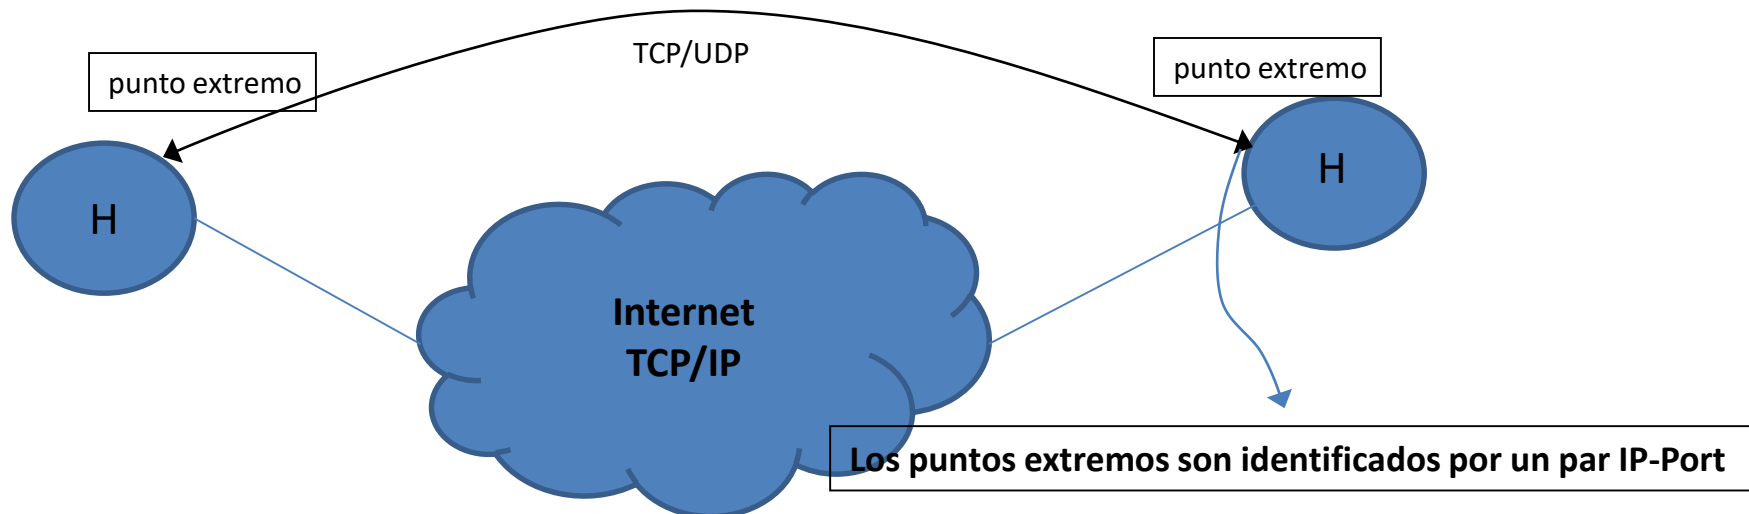 TCP/UDP
punto extremo
punto extremo
H
H
Internet
TCP/IP
Los puntos extremos son identificados por un par IP-Port